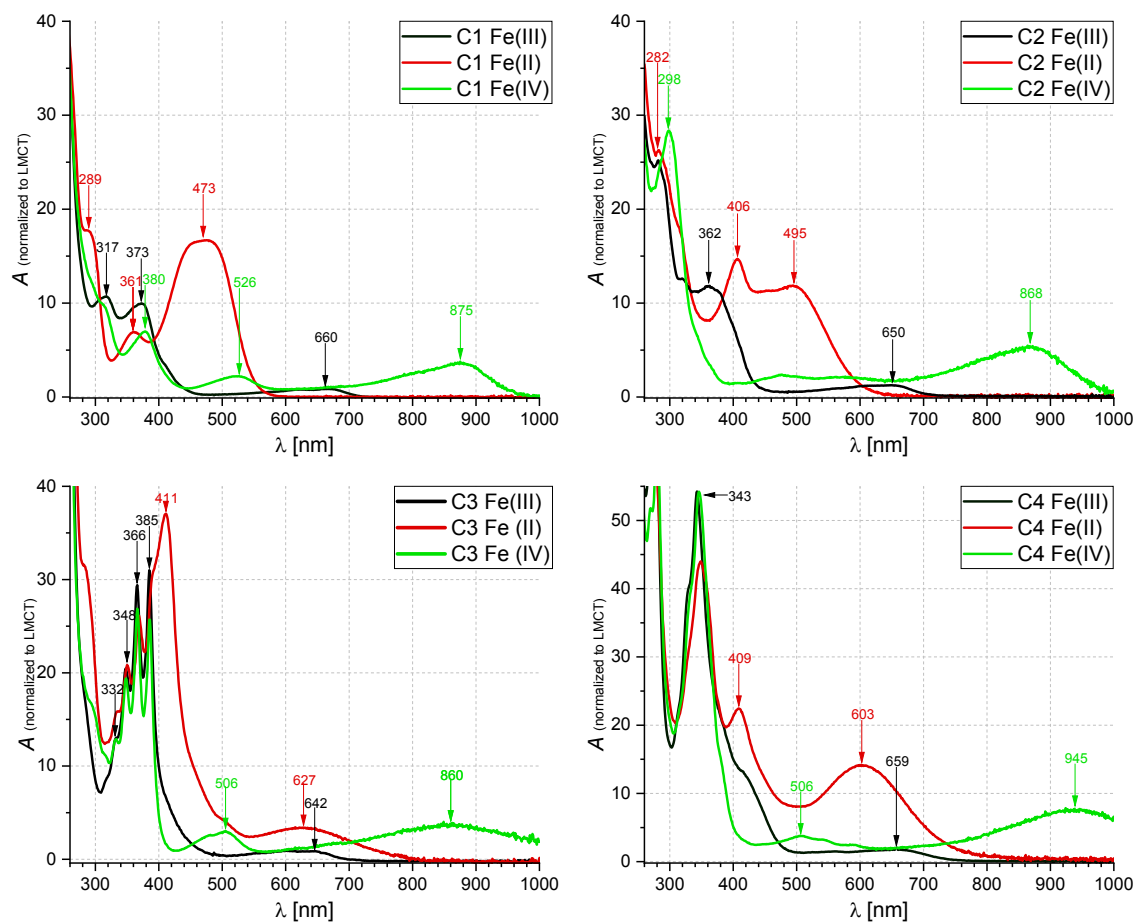 40
30
20
10
0
A (normalized to LMCT)
C1 Fe(III)
C1 Fe(II)
C1 Fe(IV)
289
317
361
373
380
473
526
660
875
300 400 500 600 700 800 900 1000
λ [nm]
40
30
20
10
0
A (normalized to LMCT)
C2 Fe(III)
C2 Fe(II)
C2 Fe(IV)
282
298
362
406
495
650
868
300 400 500 600 700 800 900 1000
λ [nm]
40
30
20
10
0
A (normalized to LMCT)
C3 Fe(III)
C3 Fe (II)
C3 Fe (IV)
332
348
366
385
411
506
627
642
860
300 400 500 600 700 800 900 1000
λ [nm]
50
40
30
20
10
0
A (normalized to LMCT)
C4 Fe(III)
C4 Fe(II)
C4 Fe(IV)
343
409
506
603
659
945
300 400 500 600 700 800 900 1000
λ [nm]